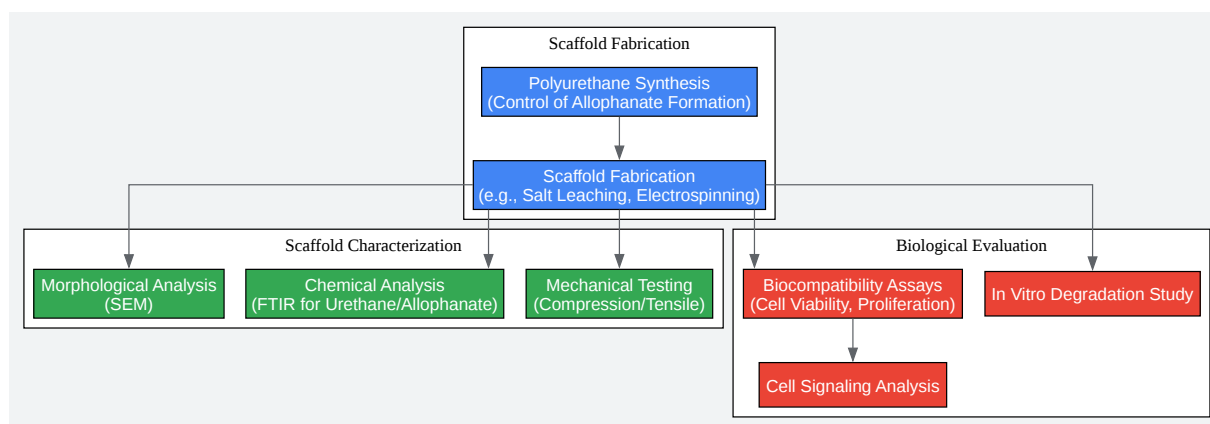 Scaffold Fabrication
Polyurethane Synthesis
(Control of Allophanate Formation)
Scaffold Fabrication
(e.g., Salt Leaching, Electrospinning)
Scaffold Characterization
Morphological Analysis
(SEM)
Chemical Analysis
(FTIR for Urethane/Allophanate)
Mechanical Testing
(Compression/Tensile)
Biological Evaluation
Biocompatibility Assays
(Cell Viability, Proliferation)
In Vitro Degradation Study
Cell Signaling Analysis